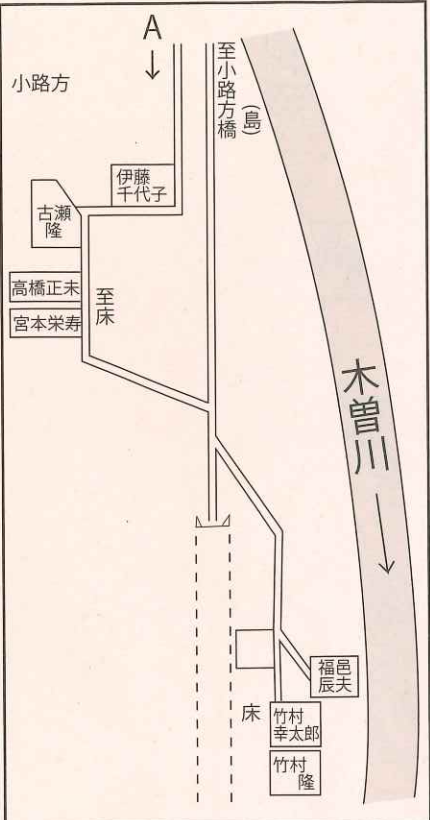 A
↓
小路方
至小路方橋
(島)
伊藤
千代子
古瀬
隆
高橋正未
宮本栄寿
至床
木曽川
↓
福邑
辰夫
床
竹村
幸太郎
竹村
隆